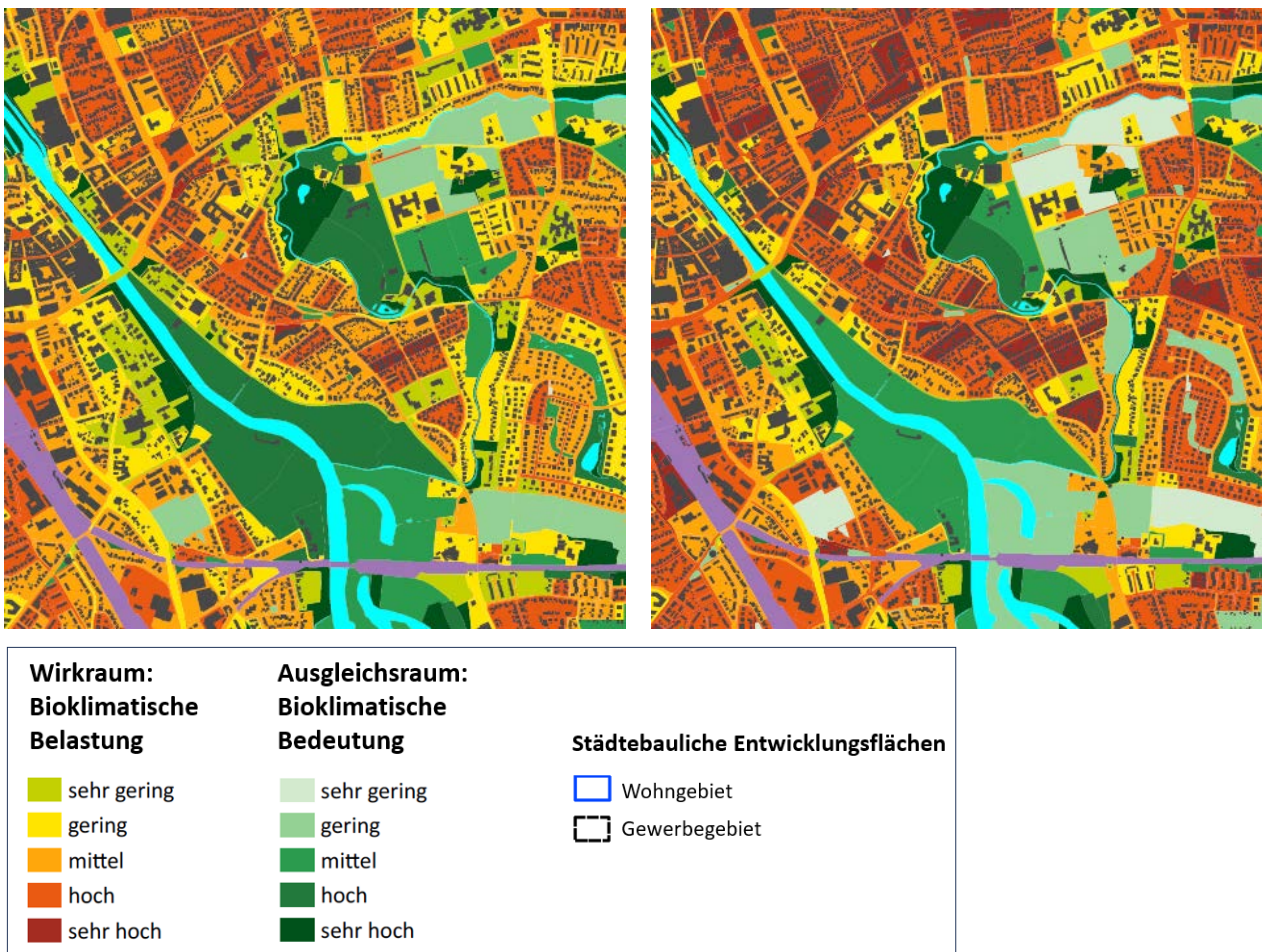 Wirkraum:
Bioklimatische
Belastung
sehr gering
gering
mittel
hoch
sehr hoch
Ausgleichsraum:
Bioklimatische
Bedeutung
sehr gering
gering
mittel
hoch
sehr hoch
Städtebauliche Entwicklungsflächen
Wohngebiet
Gewerbegebiet